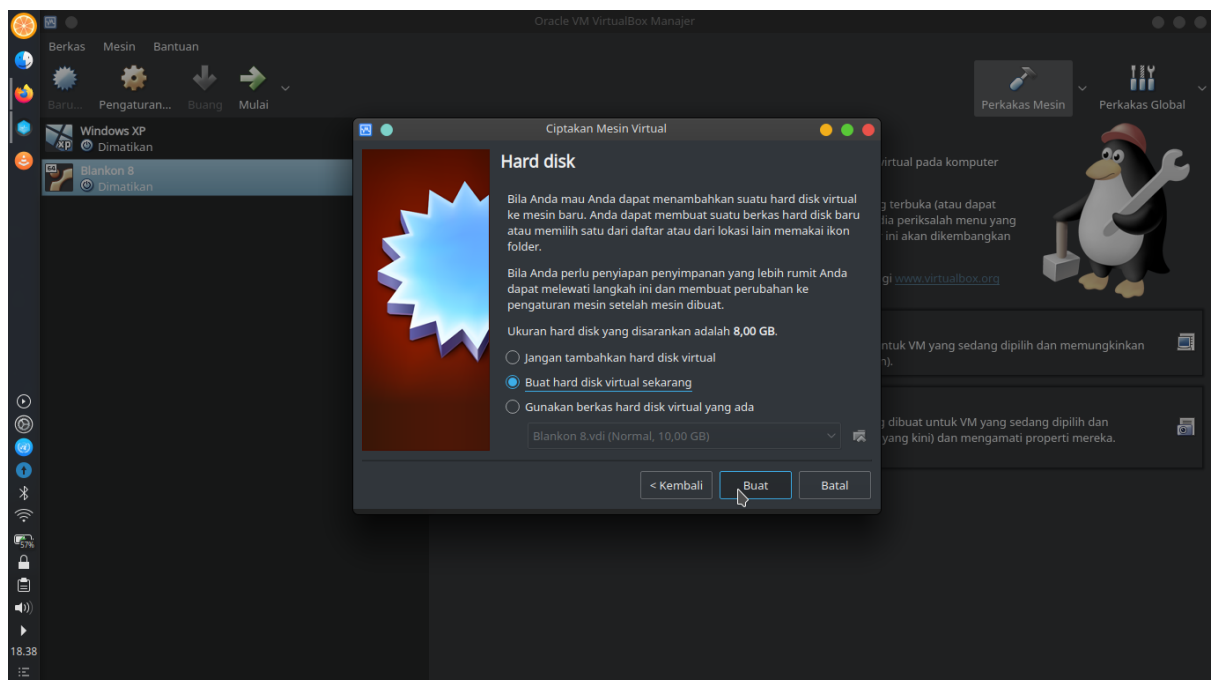 Oracle VM VirtualBox Manajer
Berkas Mesin Bantuan
Baru... Pengaturan... Buang Mulai
Perkakas Mesin Perkakas Global
Windows XP
Dimatikan
Blankon 8
Dimatikan
Ciptakan Mesin Virtual
Hard disk
Bila Anda mau Anda dapat menambahkan suatu hard disk virtual
ke mesin baru. Anda dapat membuat suatu berkas hard disk baru
atau memilih satu dari daftar atau dari lokasi lain memakai ikon
folder.
Bila Anda perlu penyiapan penyimpanan yang lebih rumit Anda
dapat melewati langkah ini dan membuat perubahan ke
pengaturan mesin setelah mesin dibuat.
Ukuran hard disk yang disarankan adalah 8,00 GB.
Jangan tambahkan hard disk virtual
Buat hard disk virtual sekarang
Gunakan berkas hard disk virtual yang ada
Blankon 8.vdi (Normal, 10,00 GB)
< Kembali Buat Batal
virtual pada komputer
g terbuka (atau dapat
dia periksalah menu yang
ini akan dikembangkan
gi www.virtualbox.org
ntuk VM yang sedang dipilih dan memungkinkan
n).
g dibuat untuk VM yang sedang dipilih dan
yang kini) dan mengamati properti mereka.
57%
18.38